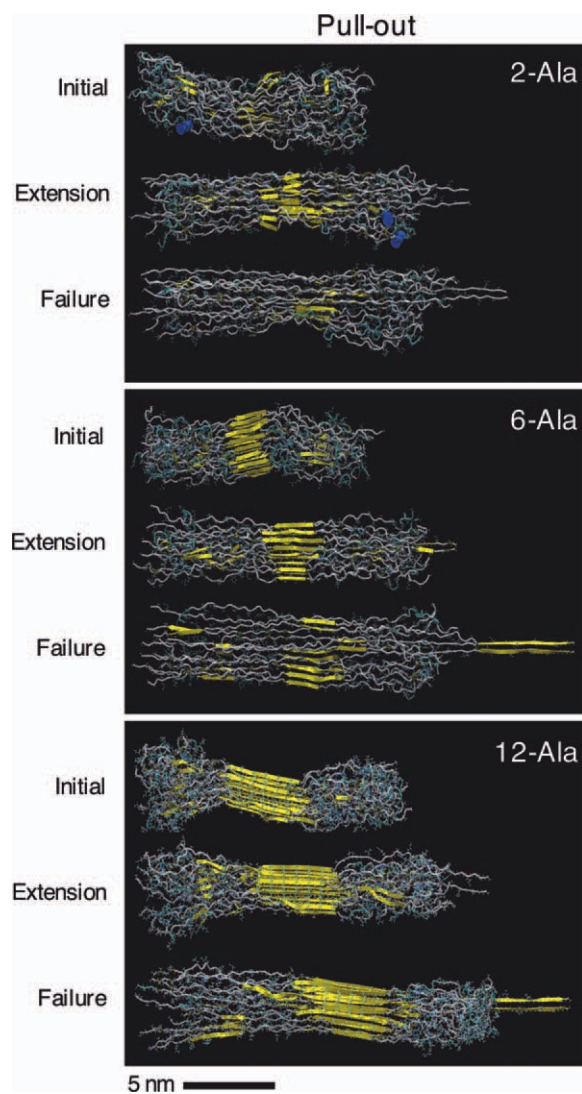 Pull-out
2-Ala
Initial
Extension
Failure
6-Ala
Initial
Extension
Failure
12-Ala
Initial
Extension
Failure
5 nm